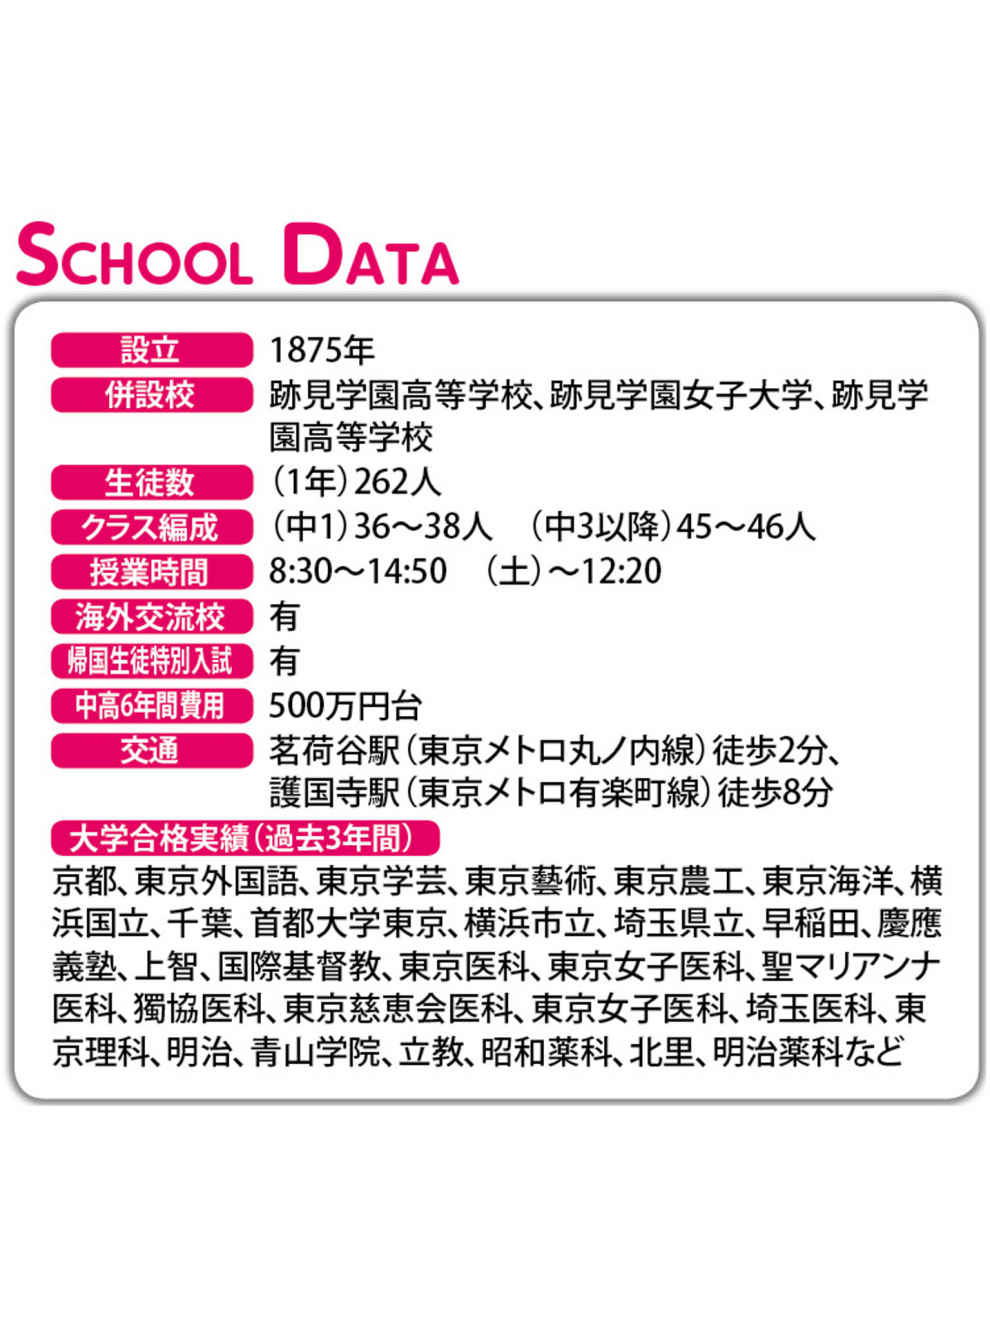 SCHOOL DATA
設立 1875年
併設校 跡見学園高等学校、跡見学園女子大学、跡見学
園高等学校
生徒数 （1年）262人
クラス編成 （中1）36～38人 （中3以降）45～46人
授業時間 8:30～14:50 （土）～12:20
海外交流校 有
帰国生徒特別入試 有
中高6年間費用 500万円台
交通 茗荷谷駅（東京メトロ丸ノ内線）徒歩2分、
護国寺駅（東京メトロ有楽町線）徒歩8分
大学合格実績（過去3年間）
京都、東京外国語、東京学芸、東京藝術、東京農工、東京海洋、横
浜国立、千葉、首都大学東京、横浜市立、埼玉県立、早稲田、慶應
義塾、上智、国際基督教、東京医科、東京女子医科、聖マリアンナ
医科、獨協医科、東京慈恵会医科、東京女子医科、埼玉医科、東
京理科、明治、青山学院、立教、昭和薬科、北里、明治薬科など